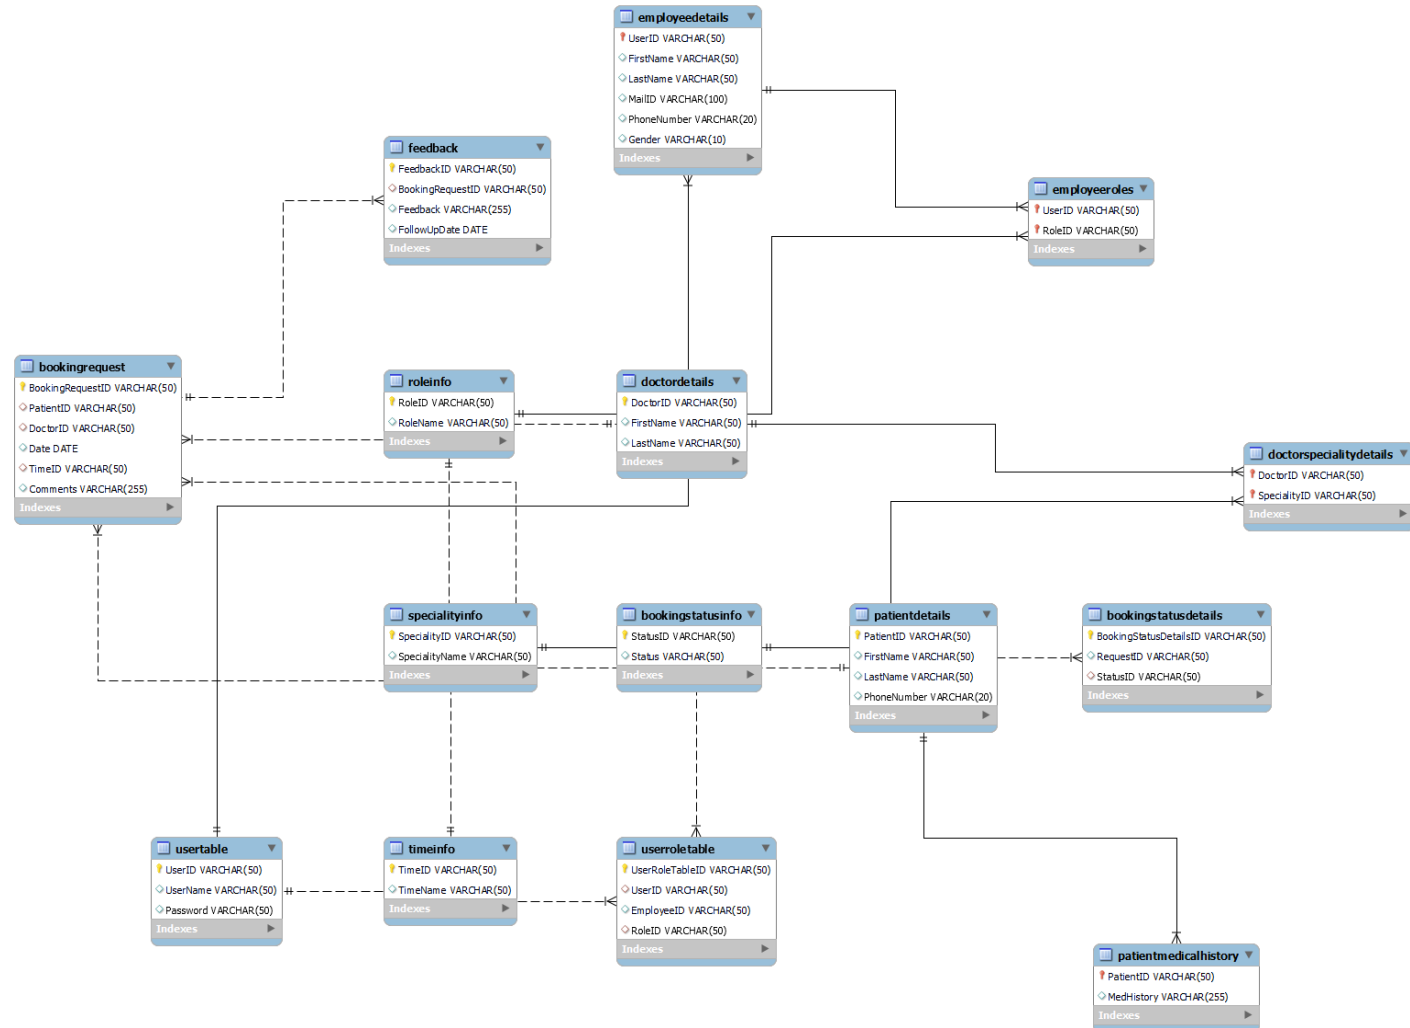 employeedetails
UserID VARCHAR(50)
FirstName VARCHAR(50)
LastName VARCHAR(50)
MailID VARCHAR(100)
PhoneNumber VARCHAR(20)
Gender VARCHAR(10)
Indexes
feedback
FeedbackID VARCHAR(50)
BookingRequestID VARCHAR(50)
Feedback VARCHAR(255)
FollowUpDate DATE
Indexes
employeeroles
UserID VARCHAR(50)
RoleID VARCHAR(50)
Indexes
bookingrequest
BookingRequestID VARCHAR(50)
PatientID VARCHAR(50)
DoctorID VARCHAR(50)
Date DATE
TimeID VARCHAR(50)
Comments VARCHAR(255)
Indexes
roleinfo
RoleID VARCHAR(50)
RoleName VARCHAR(50)
Indexes
doctordetails
DoctorID VARCHAR(50)
FirstName VARCHAR(50)
LastName VARCHAR(50)
Indexes
doctorspecialitydetails
DoctorID VARCHAR(50)
SpecialityID VARCHAR(50)
Indexes
specialityinfo
SpecialityID VARCHAR(50)
SpecialityName VARCHAR(50)
Indexes
bookingstatusinfo
StatusID VARCHAR(50)
Status VARCHAR(50)
Indexes
patientdetails
PatientID VARCHAR(50)
FirstName VARCHAR(50)
LastName VARCHAR(50)
PhoneNumber VARCHAR(20)
Indexes
bookingstatusdetails
BookingStatusDetailsID VARCHAR(50)
RequestID VARCHAR(50)
StatusID VARCHAR(50)
Indexes
usertable
UserID VARCHAR(50)
UserName VARCHAR(50)
Password VARCHAR(50)
Indexes
timeinfo
TimeID VARCHAR(50)
TimeName VARCHAR(50)
Indexes
userroletable
UserRoleTableID VARCHAR(50)
UserID VARCHAR(50)
EmployeeID VARCHAR(50)
RoleID VARCHAR(50)
Indexes
patientmedicalhistory
PatientID VARCHAR(50)
MedHistory VARCHAR(255)
Indexes